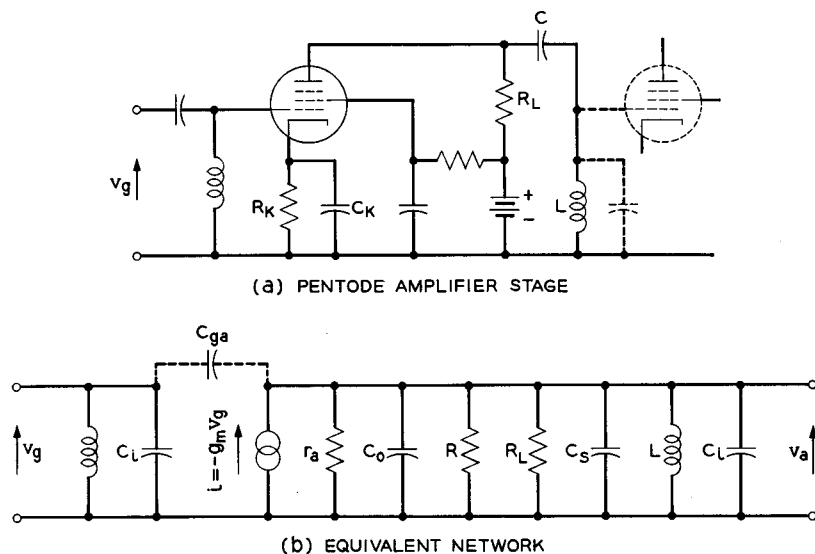 C
R_L
v_g
R_K
C_K
+
-
L
(a) PENTODE AMPLIFIER STAGE
C_ga
v_g
C_i
i=-g_m v_g
r_a
C_o
R
R_L
C_s
L
C_i
v_a
(b) EQUIVALENT NETWORK